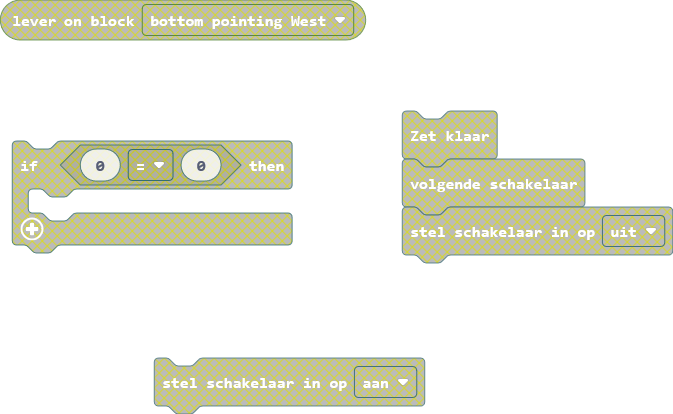 lever on block bottom pointing West
Zet klaar
if 0 = 0 then
volgende schakelaar
stel schakelaar in op uit
stel schakelaar in op aan